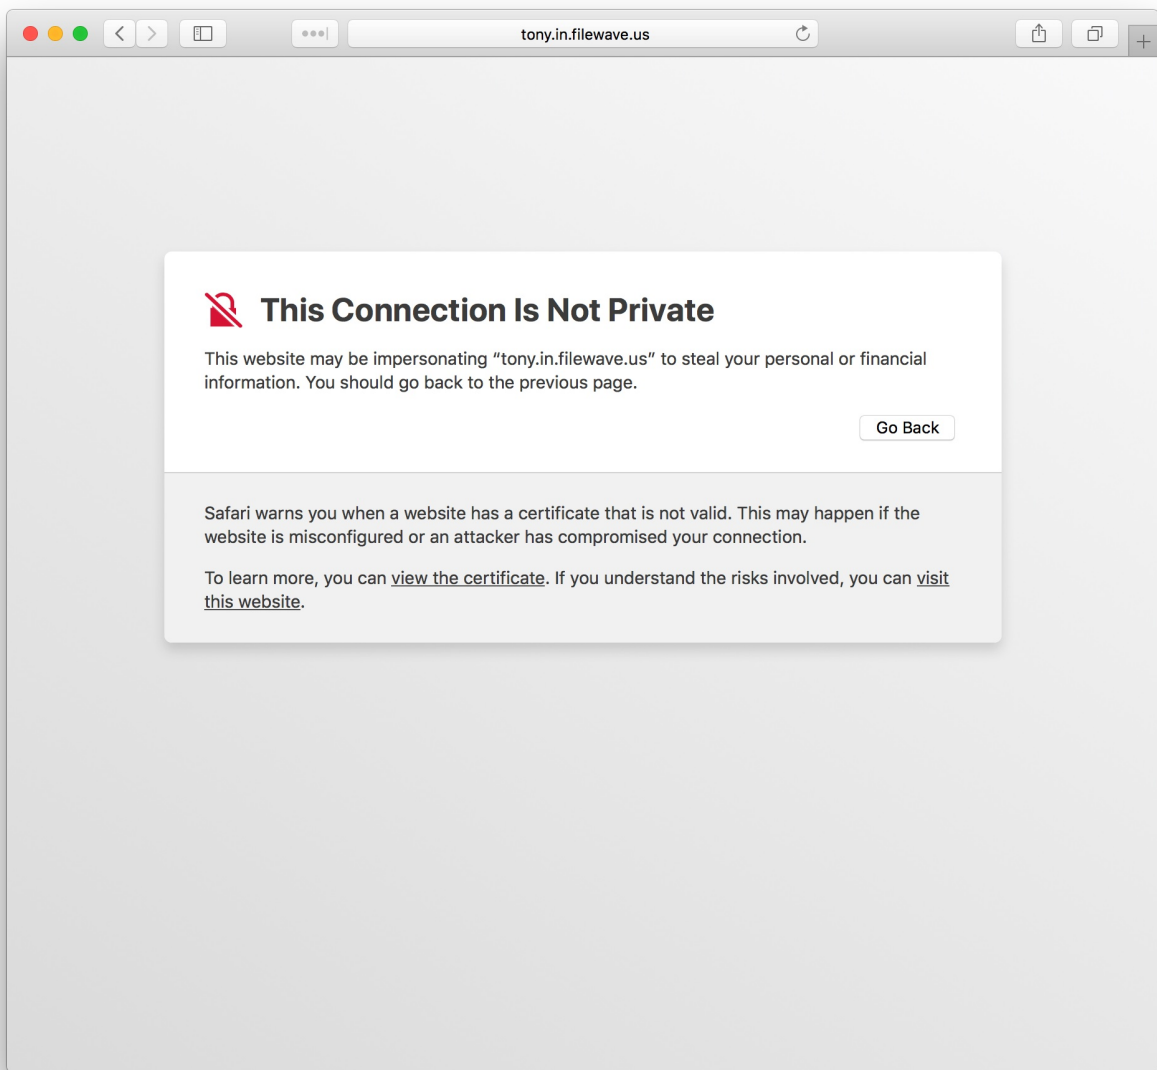 tony.in.filewave.us
This Connection Is Not Private
This website may be impersonating “tony.in.filewave.us” to steal your personal or financial
information. You should go back to the previous page.
Go Back
Safari warns you when a website has a certificate that is not valid. This may happen if the
website is misconfigured or an attacker has compromised your connection.
To learn more, you can view the certificate. If you understand the risks involved, you can visit
this website.